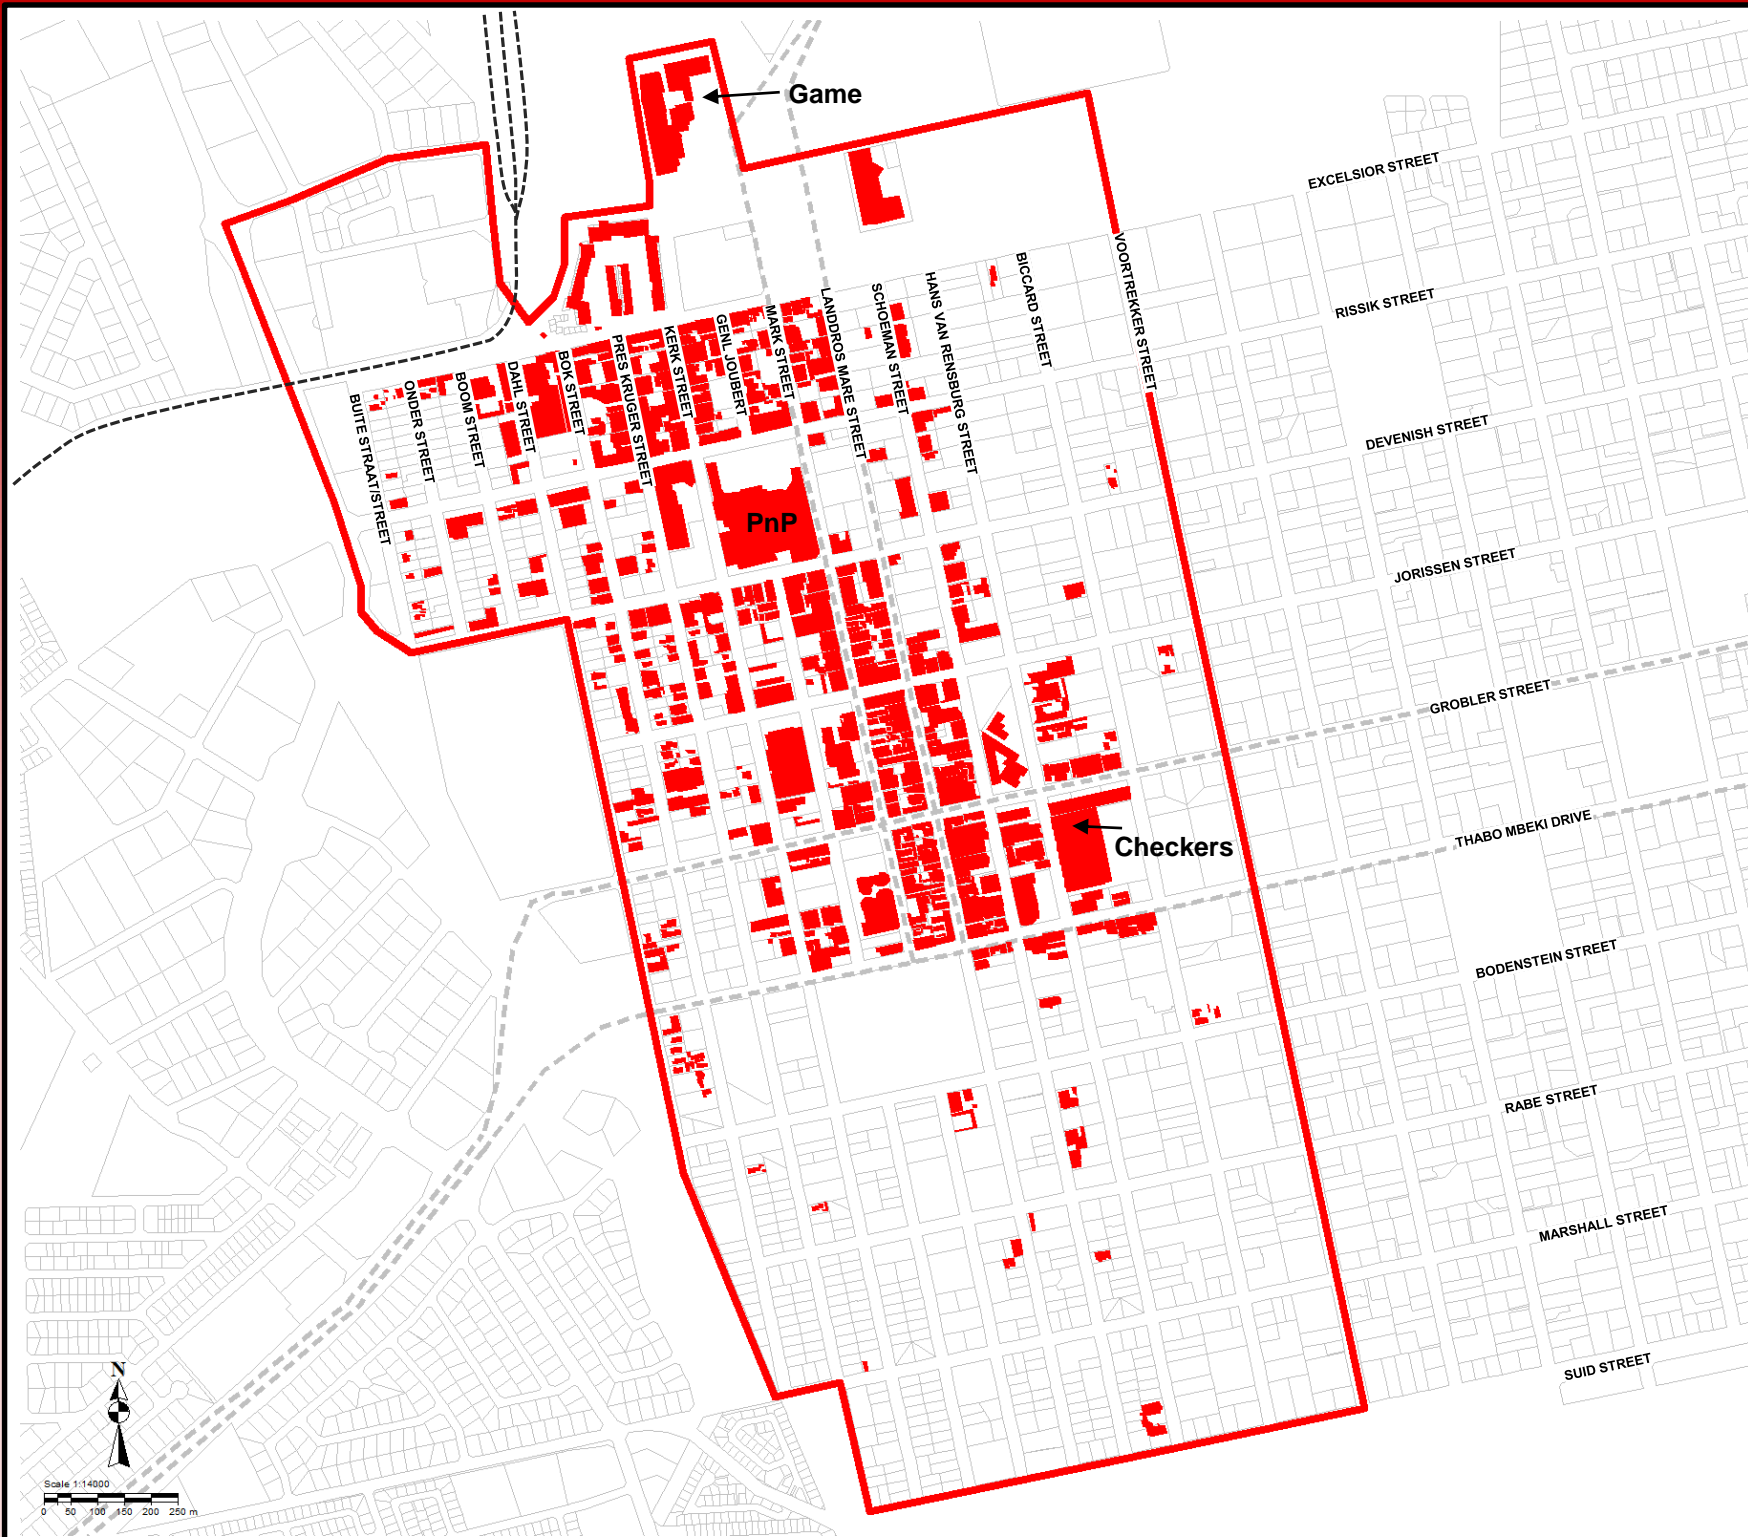 Game
EXCELSIOR STREET
RISSIK STREET
VOORTREKKER STREET
BICCARD STREET
HANS VAN RENSBURG STREET
SCHOEMAN STREET
LANDDROS MARE STREET
MARK STREET
GENL JOUBERT
KERK STREET
PRES KRUGER STREET
BOK STREET
DAHL STREET
BOOM STREET
ONDER STREET
BUITE STRAAT/STREET
DEVENISH STREET
PnP
JORISSEN STREET
GROBLER STREET
THABO MBEKI DRIVE
Checkers
BODENSTEIN STREET
RABE STREET
MARSHALL STREET
SUID STREET
N
Scale 1:14000
0 50 100 150 200 250 m